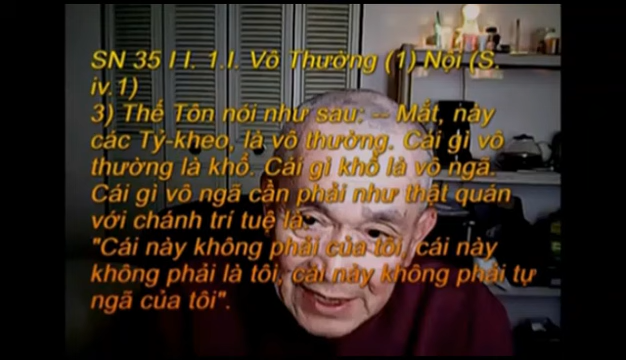 SN 35 I I. 1.I. Vô Thường (1) Nội (S.
iv.1)
3) Thế Tôn nói như sau: -- Mắt, này
các Tỷ-kheo, là vô thường. Cái gì vô
thường là khổ. Cái gì khổ là vô ngã.
Cái gì vô ngã cần phải như thật quán
với chánh trí tuệ là:
"Cái này không phải của tôi, cái này
không phải là tôi, cái này không phải tự
ngã của tôi".